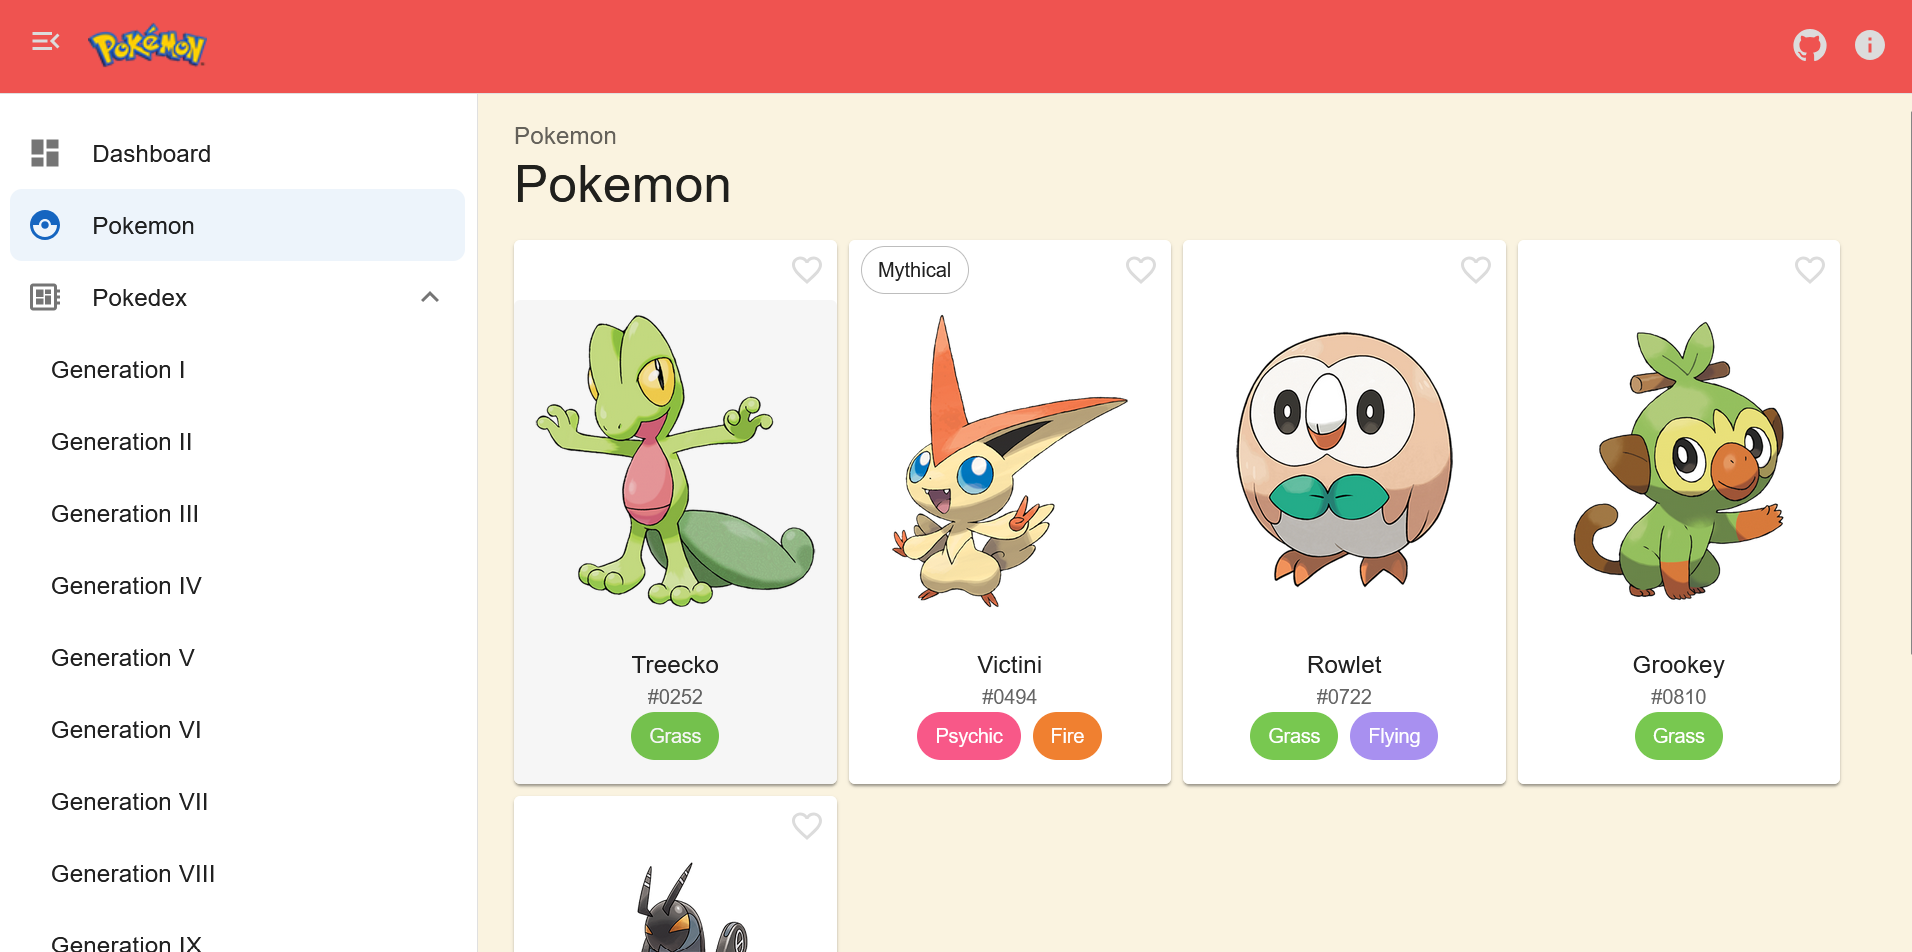 POKéMON
Dashboard
Pokemon
Pokedex
Generation I
Generation II
Generation III
Generation IV
Generation V
Generation VI
Generation VII
Generation VIII
Generation IX
Pokemon
Pokemon
Treecko
#0252
Grass
Mythical
Victini
#0494
Psychic Fire
Rowlet
#0722
Grass Flying
Grookey
#0810
Grass